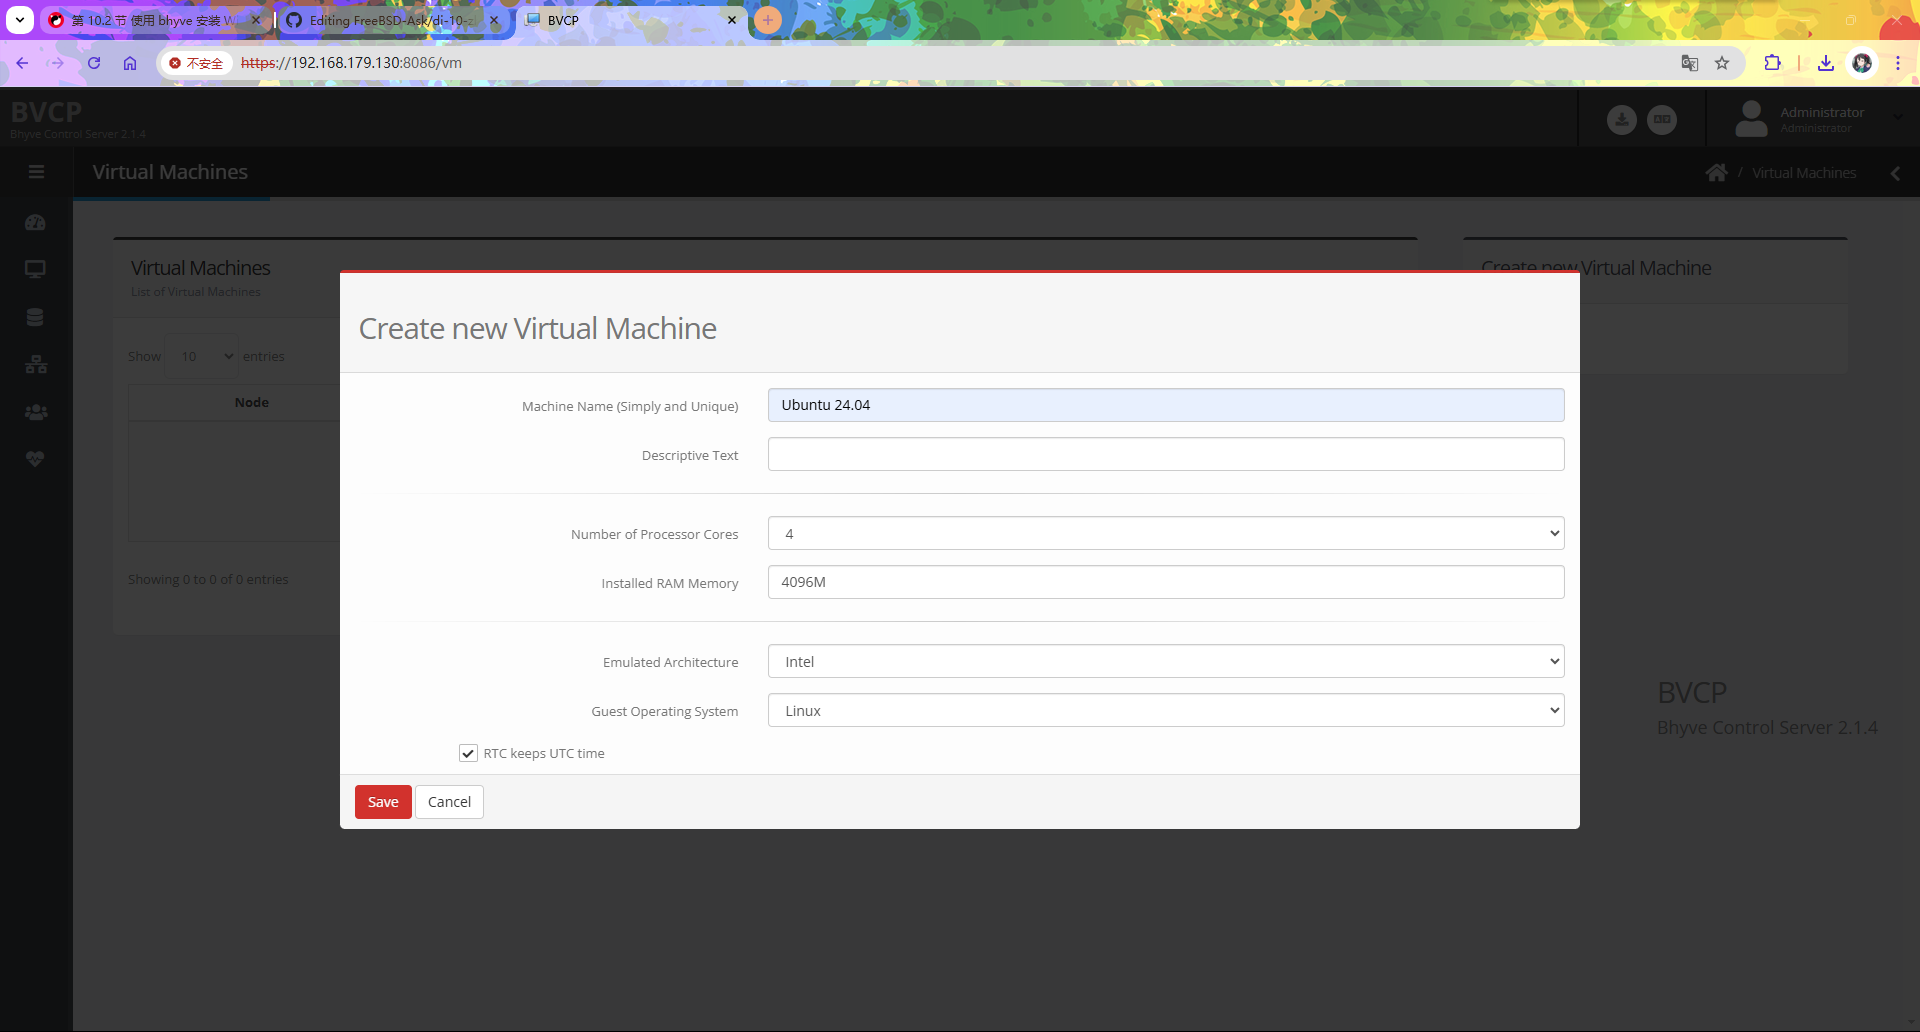 第 10.2 节 使用 bhyve 安装 W
Editing FreeBSD-Ask/di-10-z
BVCP
不安全
https://192.168.179.130:8086/vm
BVCP
Bhyve Control Server 2.1.4
Administrator
Administrator
Virtual Machines
/ Virtual Machines
Virtual Machines
List of Virtual Machines
Create new Virtual Machine
Show 10 entries
Node
Showing 0 to 0 of 0 entries
Create new Virtual Machine
Machine Name (Simply and Unique) Ubuntu 24.04
Descriptive Text
Number of Processor Cores 4
Installed RAM Memory 4096M
Emulated Architecture Intel
Guest Operating System Linux
RTC keeps UTC time
Save Cancel
BVCP
Bhyve Control Server 2.1.4